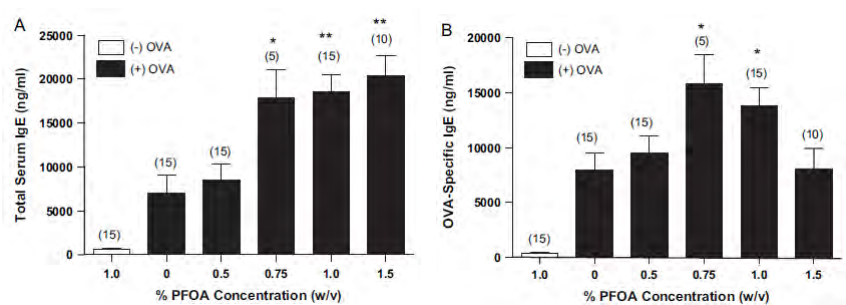 A
(-) OVA
(+) OVA
Total Serum IgE (ng/ml)
25000
20000
15000
10000
5000
0
(15)
(15)
(15)
*
(5)
**
(15)
**
(10)
1.0 0 0.5 0.75 1.0 1.5
% PFOA Concentration (w/v)
B
(-) OVA
(+) OVA
OVA-Specific IgE (ng/ml)
20000
15000
10000
5000
0
(15)
(15)
(15)
*
(5)
*
(15)
(10)
1.0 0 0.5 0.75 1.0 1.5
% PFOA Concentration (w/v)